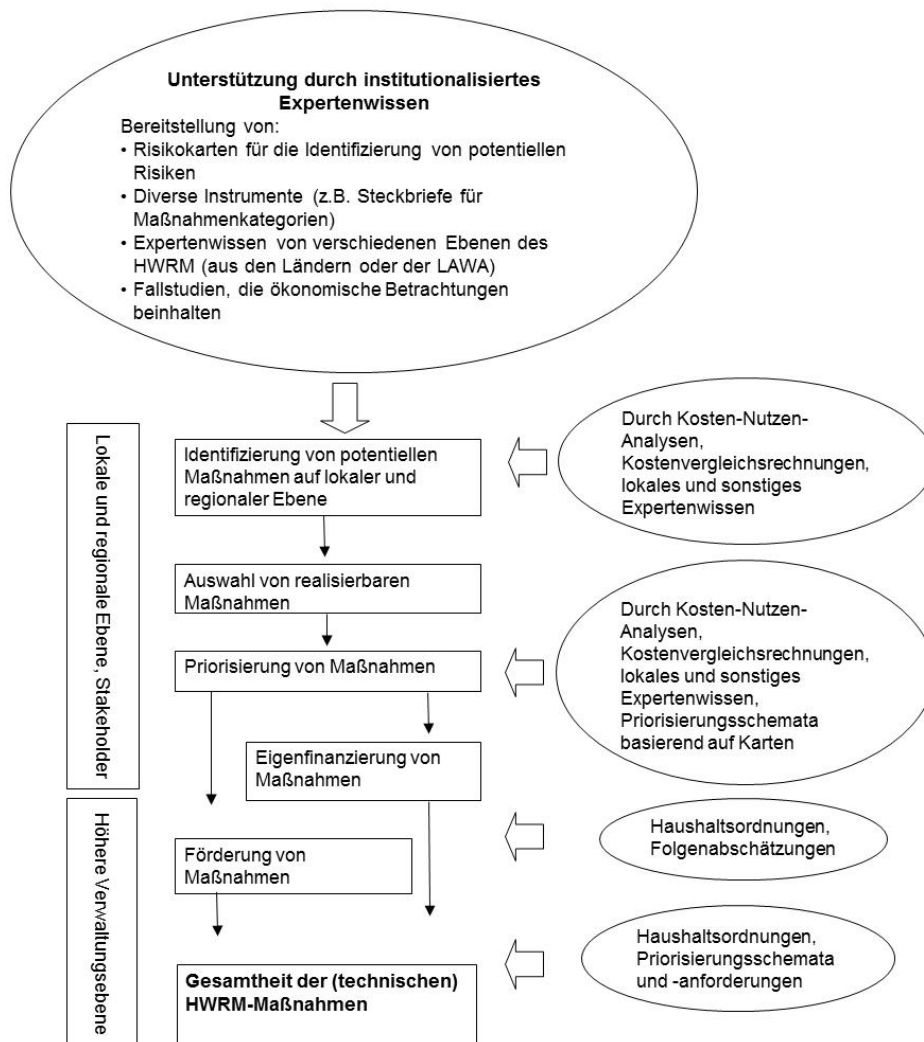 Unterstützung durch institutionalisiertes
Expertenwissen
Bereitstellung von:
• Risikokarten für die Identifizierung von potentiellen
Risiken
• Diverse Instrumente (z.B. Steckbriefe für
Maßnahmenkategorien)
• Expertenwissen von verschiedenen Ebenen des
HWRM (aus den Ländern oder der LAWA)
• Fallstudien, die ökonomische Betrachtungen
beinhalten
Lokale und regionale Ebene, Stakeholder
Identifizierung von potentiellen
Maßnahmen auf lokaler und
regionaler Ebene
Durch Kosten-Nutzen-
Analysen,
Kostenvergleichsrechnungen,
lokales und sonstiges
Expertenwissen
Auswahl von realisierbaren
Maßnahmen
Priorisierung von Maßnahmen
Durch Kosten-Nutzen-
Analysen,
Kostenvergleichsrechnungen,
lokales und sonstiges
Expertenwissen,
Priorisierungsschemata
basierend auf Karten
Eigenfinanzierung von
Maßnahmen
Höhere Verwaltungsebene
Förderung von
Maßnahmen
Haushaltsordnungen,
Folgenabschätzungen
Gesamtheit der (technischen)
HWRM-Maßnahmen
Haushaltsordnungen,
Priorisierungsschemata
und -anforderungen